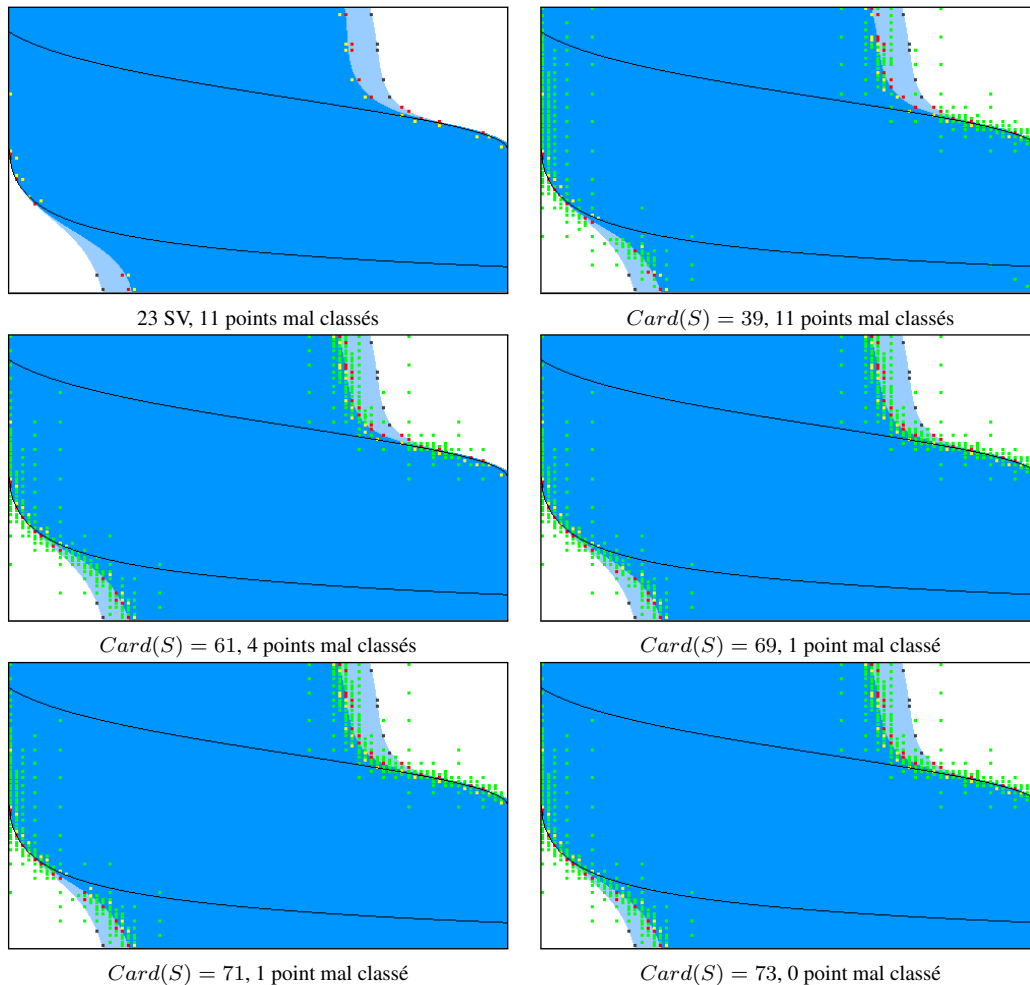 23 SV, 11 points mal classés
Card(S) = 39, 11 points mal classés
Card(S) = 61, 4 points mal classés
Card(S) = 69, 1 point mal classé
Card(S) = 71, 1 point mal classé
Card(S) = 73, 0 point mal classé